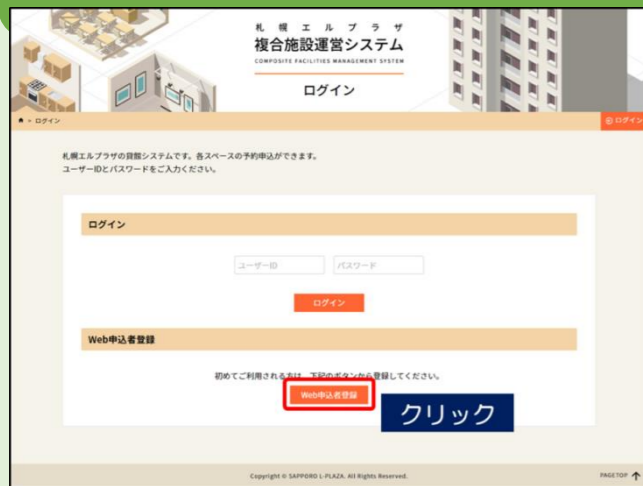 札幌エルプラザ
複合施設運営システム
COMPOSITE FACILITIES MANAGEMENT SYSTEM
ログイン
> ログイン
ログイン
札幌エルプラザの貸館システムです。各スペースの予約申込ができます。
ユーザーIDとパスワードをご入力ください。
ログイン
ユーザーID
パスワード
ログイン
Web申込者登録
初めてご利用される方は、下記のボタンから登録してください。
Web申込者登録
クリック
Copyright © SAPPORO L-PLAZA. All Rights Reserved.
PAGETOP